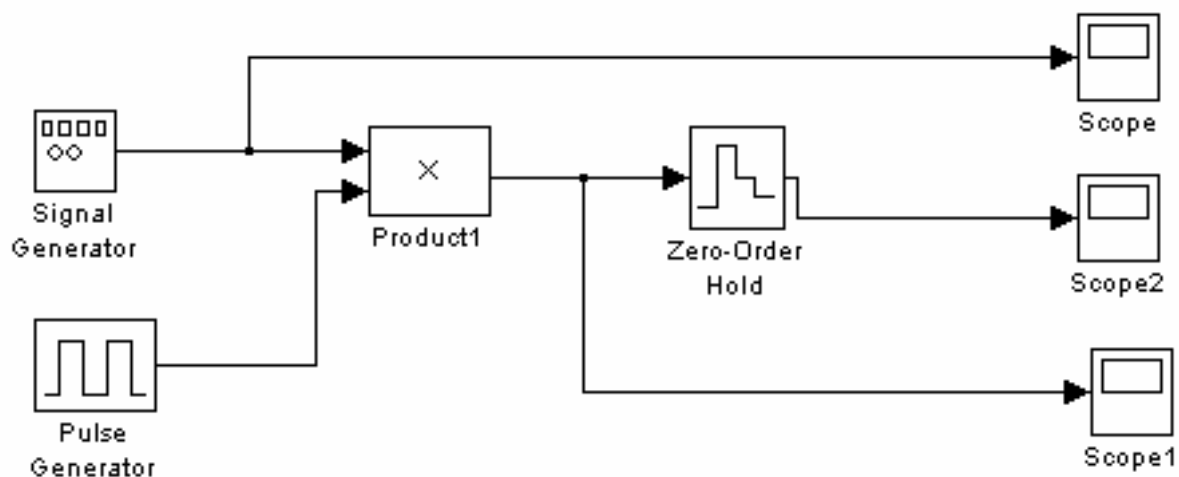 Scope
Signal
Generator
×
Product1
Zero-Order
Hold
Scope2
Pulse
Generator
Scope1